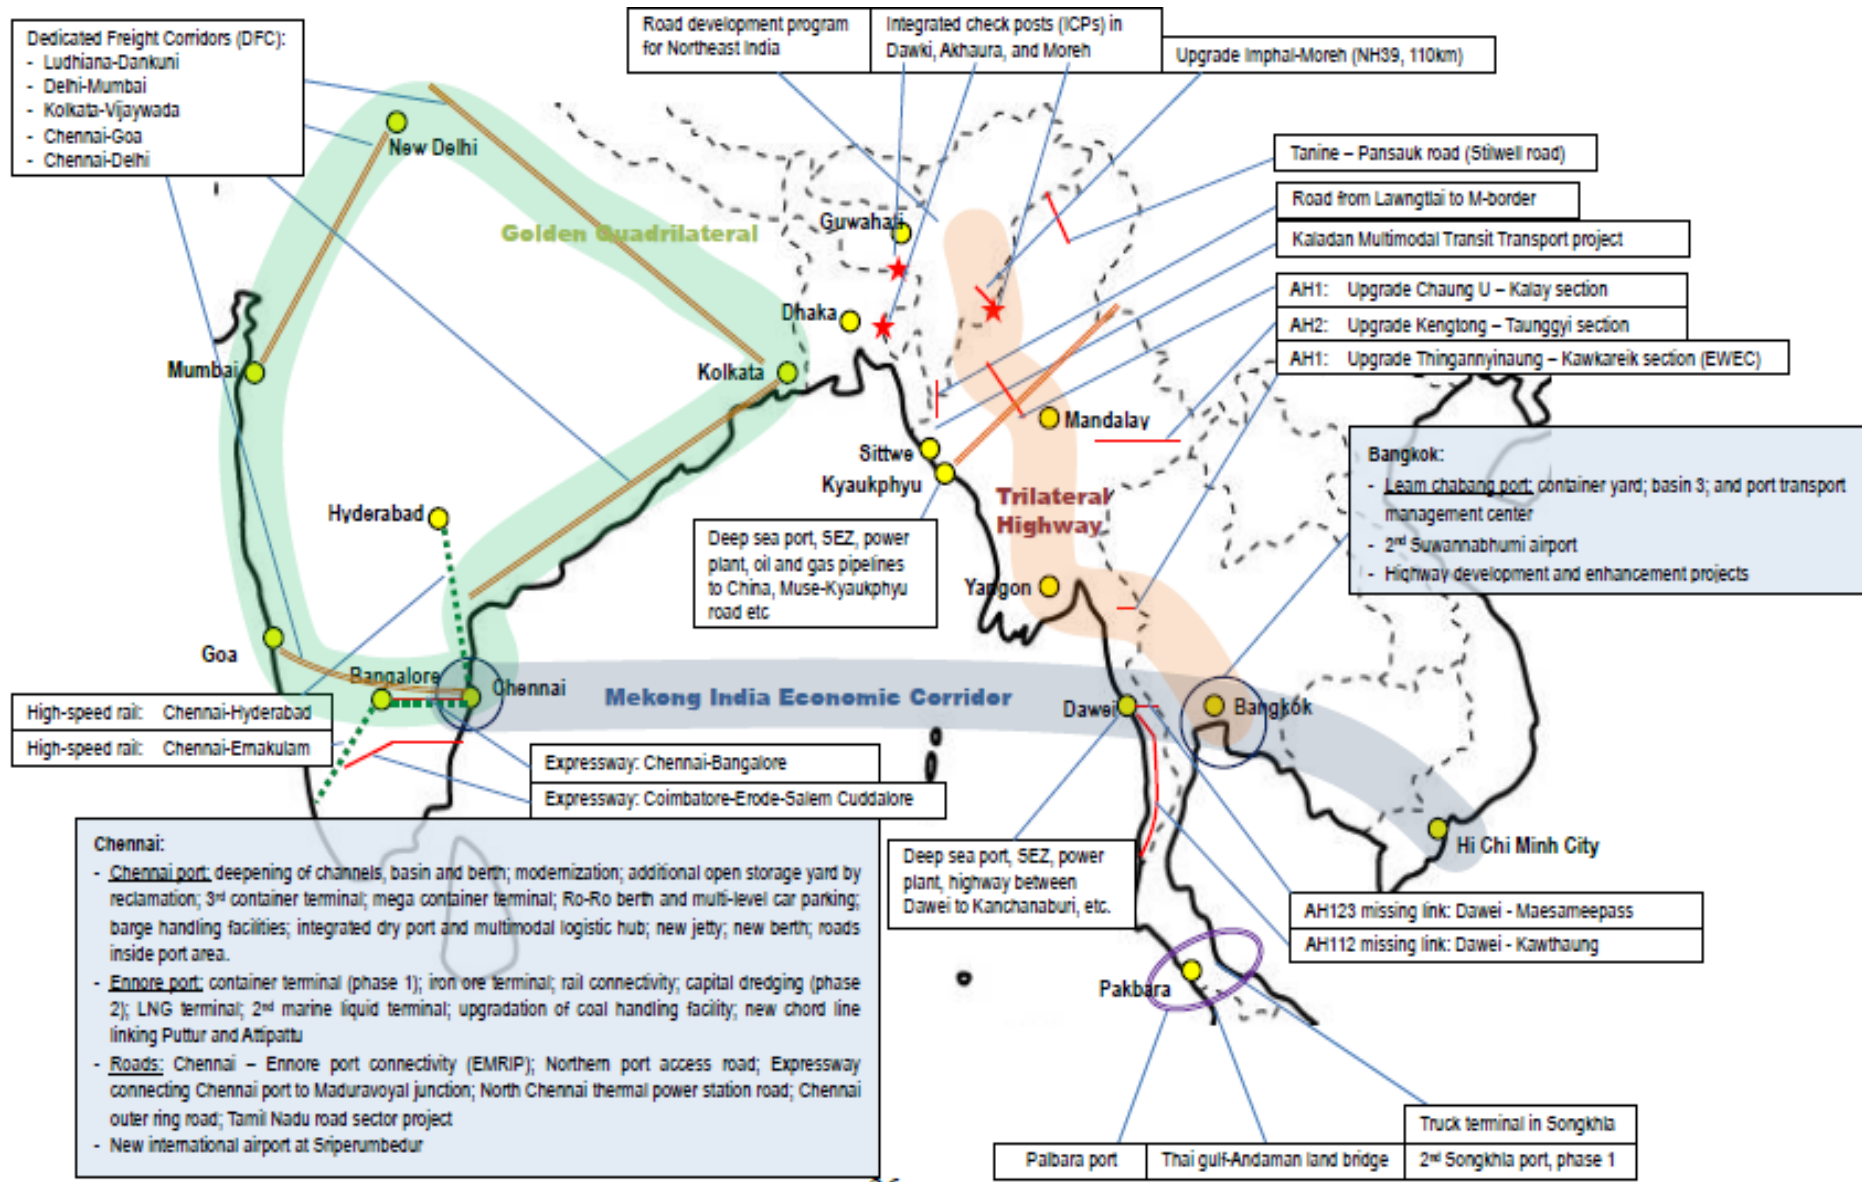 Dedicated Freight Corridors (DFC):
- Ludhiana-Dankuni
- Delhi-Mumbai
- Kolkata-Vijaywada
- Chennai-Goa
- Chennai-Delhi
Road development program
for Northeast India
Integrated check posts (ICPs) in
Dawki, Akhaura, and Moreh
Upgrade Imphal-Moreh (NH39, 110km)
Tanine – Pansauk road (Stilwell road)
Road from Lawngtlai to M-border
Kaladan Multimodal Transit Transport project
AH1: Upgrade Chaung U – Kalay section
AH2: Upgrade Kengtong – Taunggyi section
AH1: Upgrade Thingannyinaung – Kawkareik section (EWEC)
New Delhi
Golden Quadrilateral
Guwahati
Dhaka
Mumbai
Kolkata
Mandalay
Sittwe
Kyaukphyu
Hyderabad
Trilateral
Highway
Yangon
Deep sea port, SEZ, power
plant, oil and gas pipelines
to China, Muse-Kyaukphyu
road etc
Bangkok:
- Leam chabang port: container yard; basin 3; and port transport
management center
- 2nd Suwannabhumi airport
- Highway development and enhancement projects
Goa
Bangalore
Chennai
Mekong India Economic Corridor
Dawei
Bangkok
High-speed rail: Chennai-Hyderabad
High-speed rail: Chennai-Ernakulam
Expressway: Chennai-Bangalore
Expressway: Coimbatore-Erode-Salem Cuddalore
Hi Chi Minh City
Chennai:
- Chennai port: deepening of channels, basin and berth; modernization; additional open storage yard by
reclamation; 3rd container terminal; mega container terminal; Ro-Ro berth and multi-level car parking;
barge handling facilities; integrated dry port and multimodal logistic hub; new jetty; new berth; roads
inside port area.
- Ennore port: container terminal (phase 1); iron ore terminal; rail connectivity; capital dredging (phase
2); LNG terminal; 2nd marine liquid terminal; upgradation of coal handling facility; new chord line
linking Puttur and Attipattu
- Roads: Chennai – Ennore port connectivity (EMRIP); Northern port access road; Expressway
connecting Chennai port to Maduravoyal junction; North Chennai thermal power station road; Chennai
outer ring road; Tamil Nadu road sector project
- New international airport at Sriperumbedur
Deep sea port, SEZ, power
plant, highway between
Dawei to Kanchanaburi, etc.
AH123 missing link: Dawei - Maesameepass
AH112 missing link: Dawei - Kawthaung
Pakbara
Truck terminal in Songkhla
Palbara port
Thai gulf-Andaman land bridge
2nd Songkhla port, phase 1